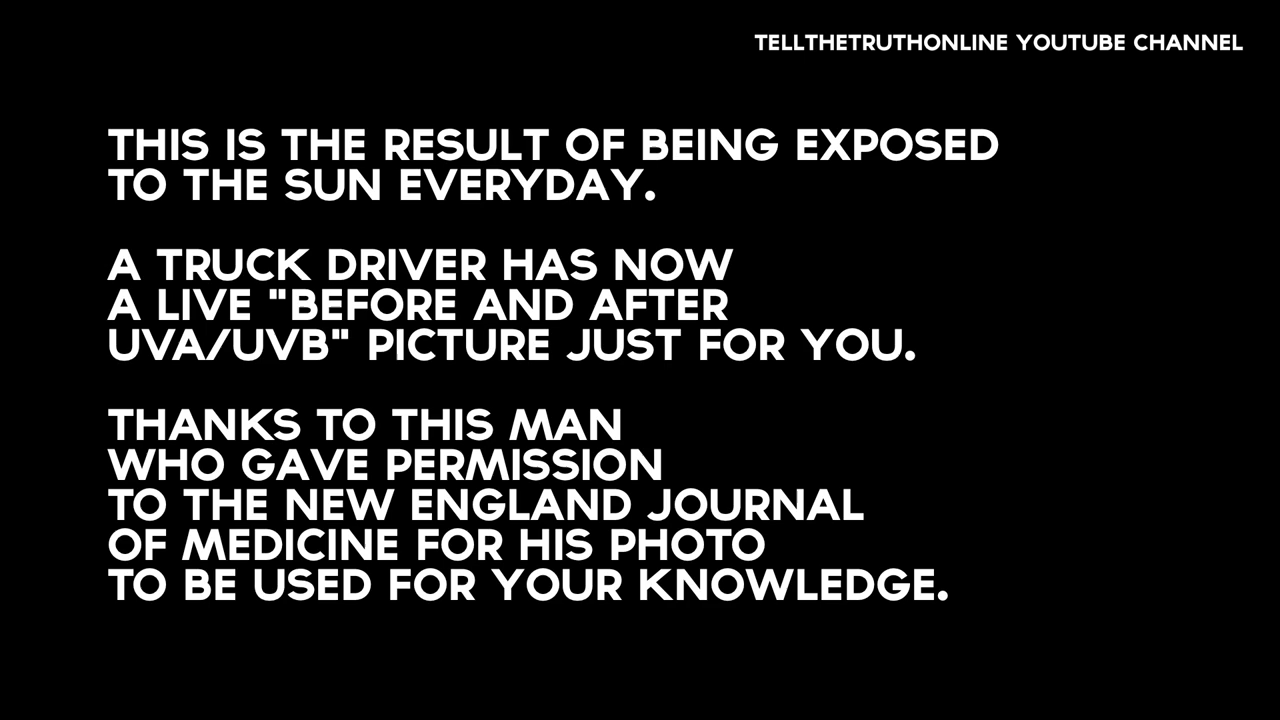 TELLTHETRUTHONLINE YOUTUBE CHANNEL
THIS IS THE RESULT OF BEING EXPOSED
TO THE SUN EVERYDAY.
A TRUCK DRIVER HAS NOW
A LIVE "BEFORE AND AFTER
UVA/UVB" PICTURE JUST FOR YOU.
THANKS TO THIS MAN
WHO GAVE PERMISSION
TO THE NEW ENGLAND JOURNAL
OF MEDICINE FOR HIS PHOTO
TO BE USED FOR YOUR KNOWLEDGE.